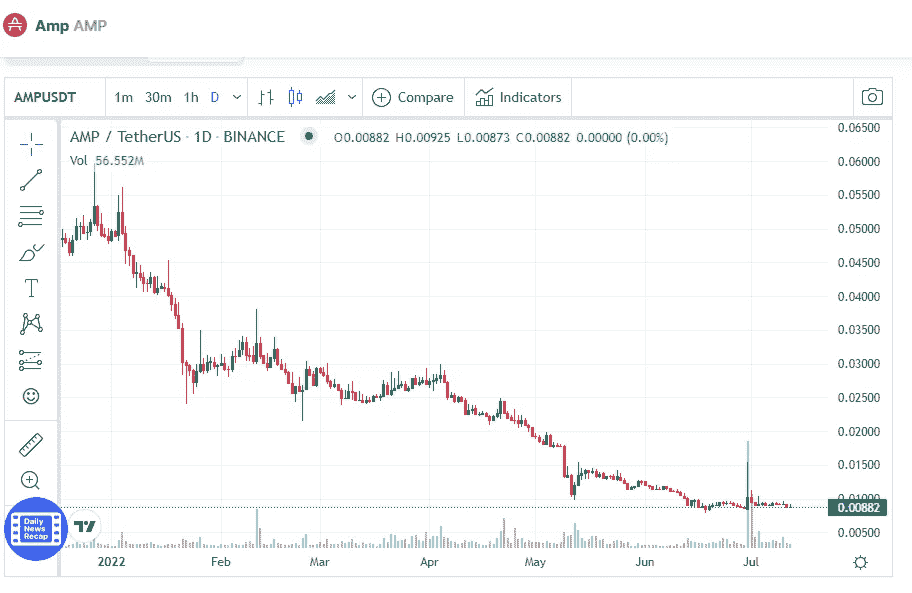 Amp AMP
AMPUSDT 1m 30m 1h D Compare Indicators
AMP / TetherUS · 1D · BINANCE O0.00882 H0.00925 L0.00873 C0.00882 0.00000 (0.00%)
Vol 56.552M
0.06500
0.06000
0.05500
0.05000
0.04500
0.04000
0.03500
0.03000
0.02500
0.02000
0.01500
0.01000
0.00882
0.00500
T
Daily
News
Recap
2022 Feb Mar Apr May Jun Jul